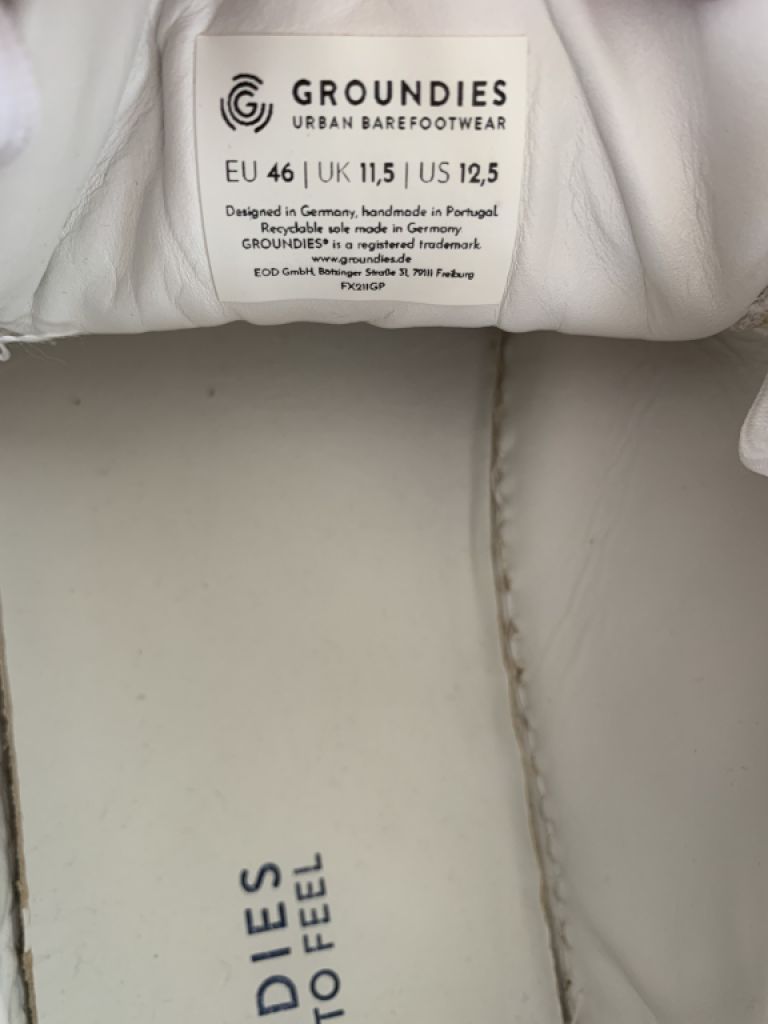 GROUNDIES
URBAN BAREFOOTWEAR
EU 46 | UK 11,5 | US 12,5
Designed in Germany, handmade in Portugal
Recyclable sole made in Germany
GROUNDIES® is a registered trademark
www.groundies.de
EOD GmbH, Bötzinger Straße 31, 79111 Freiburg
FX211GP
DIES
TO FEEL